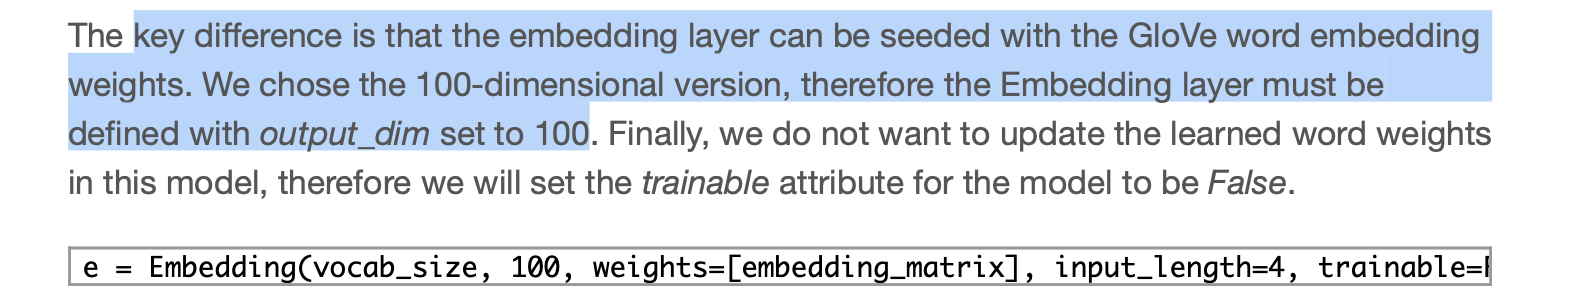 The key difference is that the embedding layer can be seeded with the GloVe word embedding
weights. We chose the 100-dimensional version, therefore the Embedding layer must be
defined with output_dim set to 100. Finally, we do not want to update the learned word weights
in this model, therefore we will set the trainable attribute for the model to be False.
e = Embedding(vocab_size, 100, weights=[embedding_matrix], input_length=4, trainable=